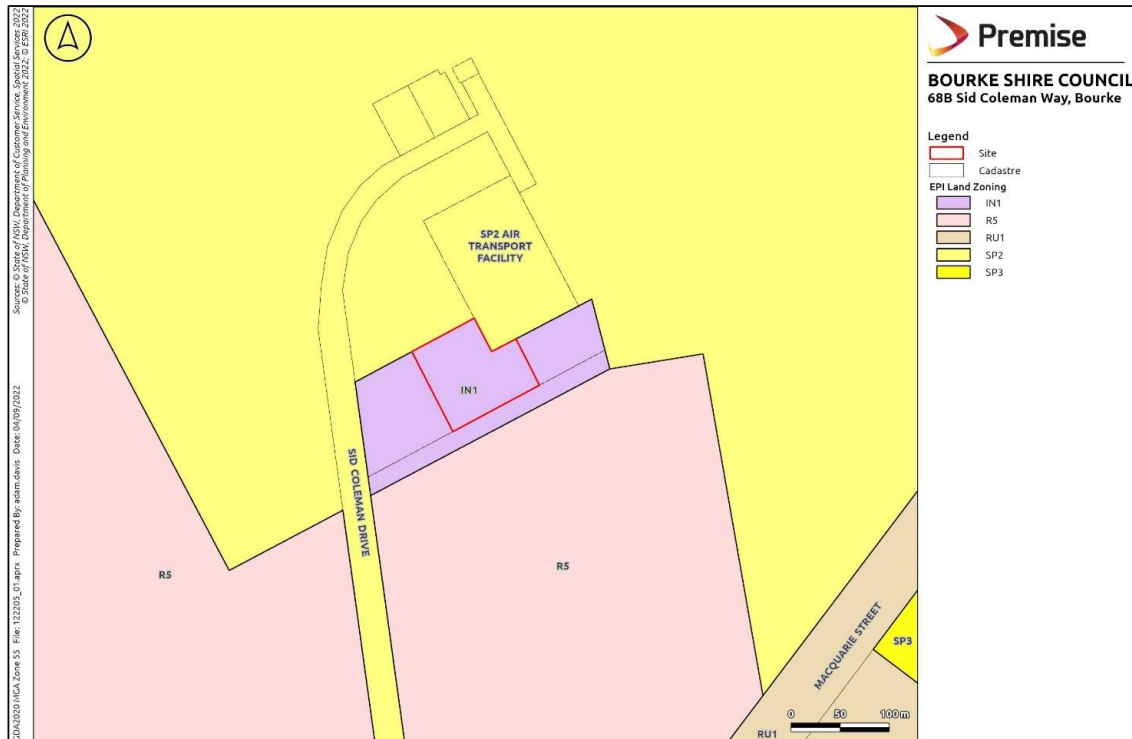 Sources: © State of NSW, Department of Customer Service, Spatial Services 2022
© State of NSW, Department of Planning and Environment 2022; © ESRI 2022
GDA2020 MGA Zone 55 File: 122205_01.aprx Prepared By: adam.davis Date: 04/09/2022
SP2 AIR
TRANSPORT
FACILITY
IN1
SID COLEMAN DRIVE
R5
R5
MACQUARIE STREET
SP3
RU1
0 50 100m
Premise
BOURKE SHIRE COUNCIL
68B Sid Coleman Way, Bourke
Legend
Site
Cadastre
EPI Land Zoning
IN1
R5
RU1
SP2
SP3